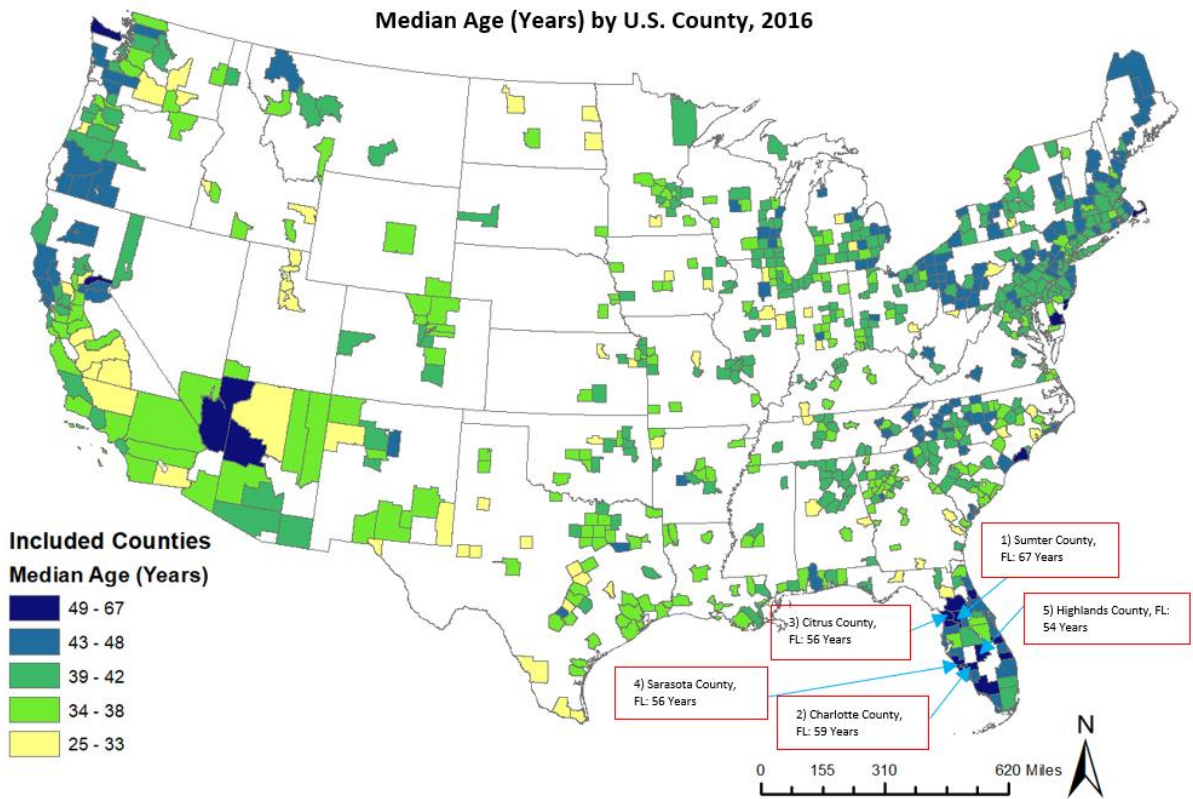 Median Age (Years) by U.S. County, 2016
Included Counties
Median Age (Years)
49 - 67
43 - 48
39 - 42
34 - 38
25 - 33
1) Sumter County,
FL: 67 Years
5) Highlands County, FL:
54 Years
3) Citrus County,
FL: 56 Years
4) Sarasota County,
FL: 56 Years
2) Charlotte County,
FL: 59 Years
N
0 155 310 620 Miles